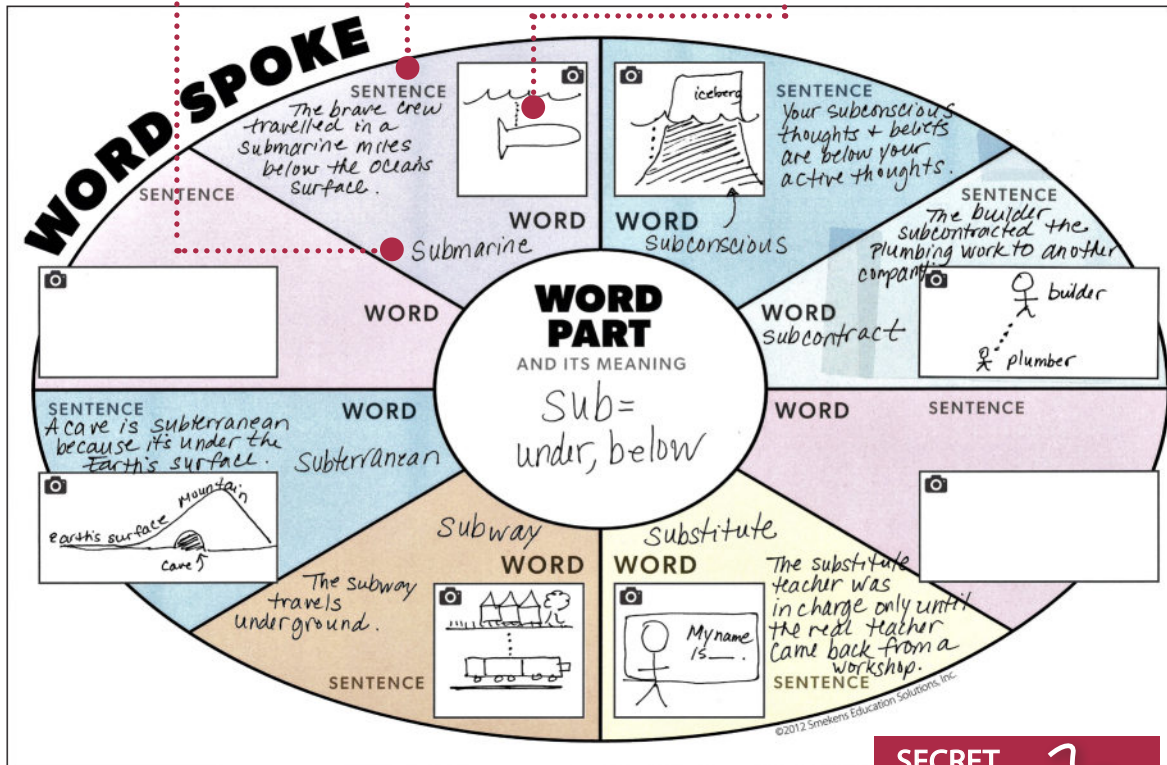 WORD SPOKE
SENTENCE
The brave crew
travelled in a
submarine miles
below the oceans
surface.
WORD
Submarine
iceberg
WORD
Subconscious
SENTENCE
Your subconscious
thoughts + beliefs
are below your
active thoughts.
SENTENCE
The builder
subcontracted the
plumbing work to another
company.
WORD
subcontract
builder
plumber
SENTENCE
WORD
WORD PART
AND ITS MEANING
Sub=
under, below
WORD
SENTENCE
SENTENCE
A cave is subterranean
because it's under the
Earth's surface.
WORD
Subterranean
Mountain
Earth's surface
cave
Subway
WORD
The subway
travels
underground.
SENTENCE
Substitute
WORD
My name
is __.
The substitute
teacher was
in charge only until
the real teacher
came back from a
workshop.
SENTENCE
©2012 Smekens Education Solutions, Inc.
SECRET